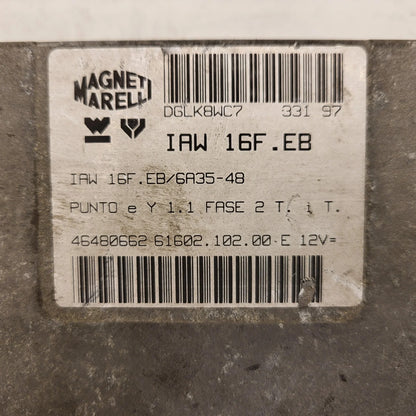 MAGNETI
MARELLI
DGLK8WC7 331 97
IAW 16F.EB
IAW 16F.EB/6A35-48
PUNTO e Y 1.1 FASE 2 T. i T.
46480662 61602.102.00-E 12V=